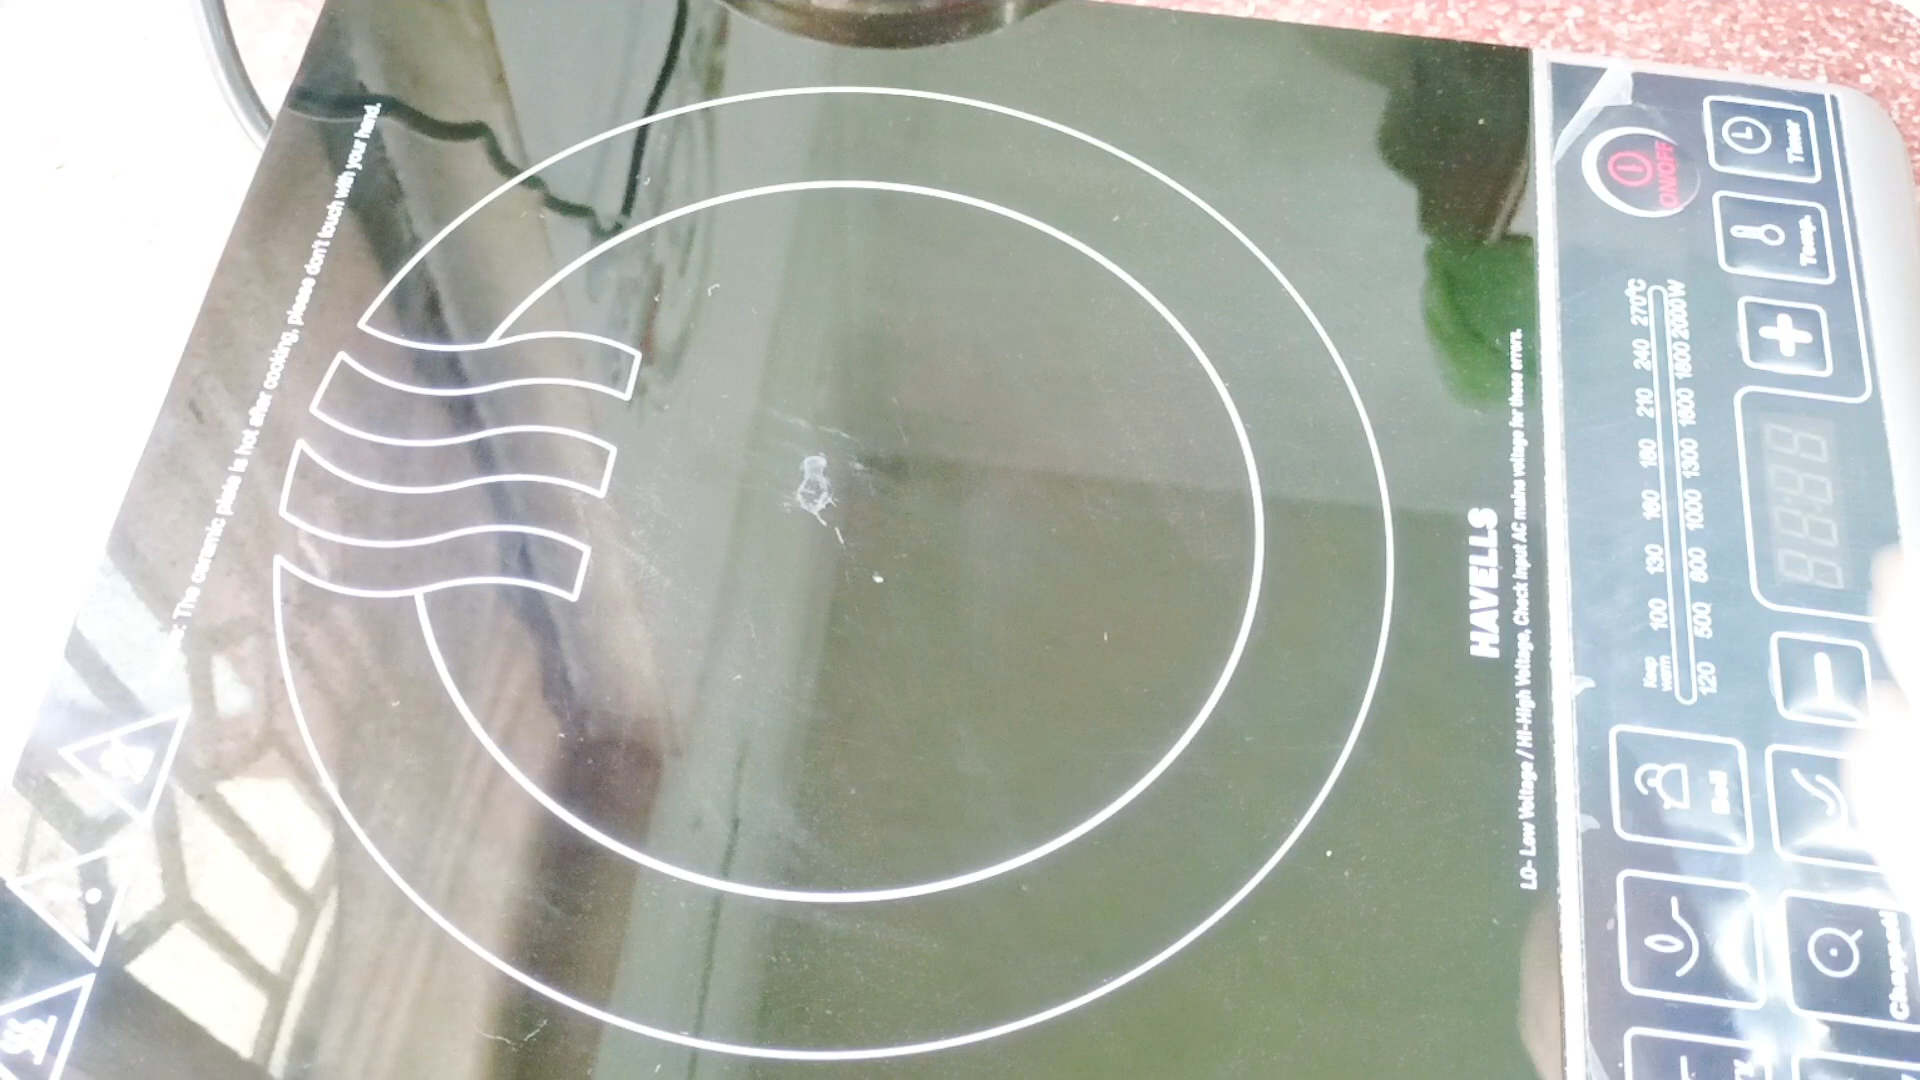 : The ceramic plate is hot after cooking, please don't touch with your hand.
HAVELLS
LO- Low Voltage / HI-High Voltage, Check Input AC mains voltage for these errors.
ON/OFF
Timer
Temp.
Keep warm 100 130 160 180 210 240 270°C
120 500 800 1000 1300 1600 1800 2000W
Boil